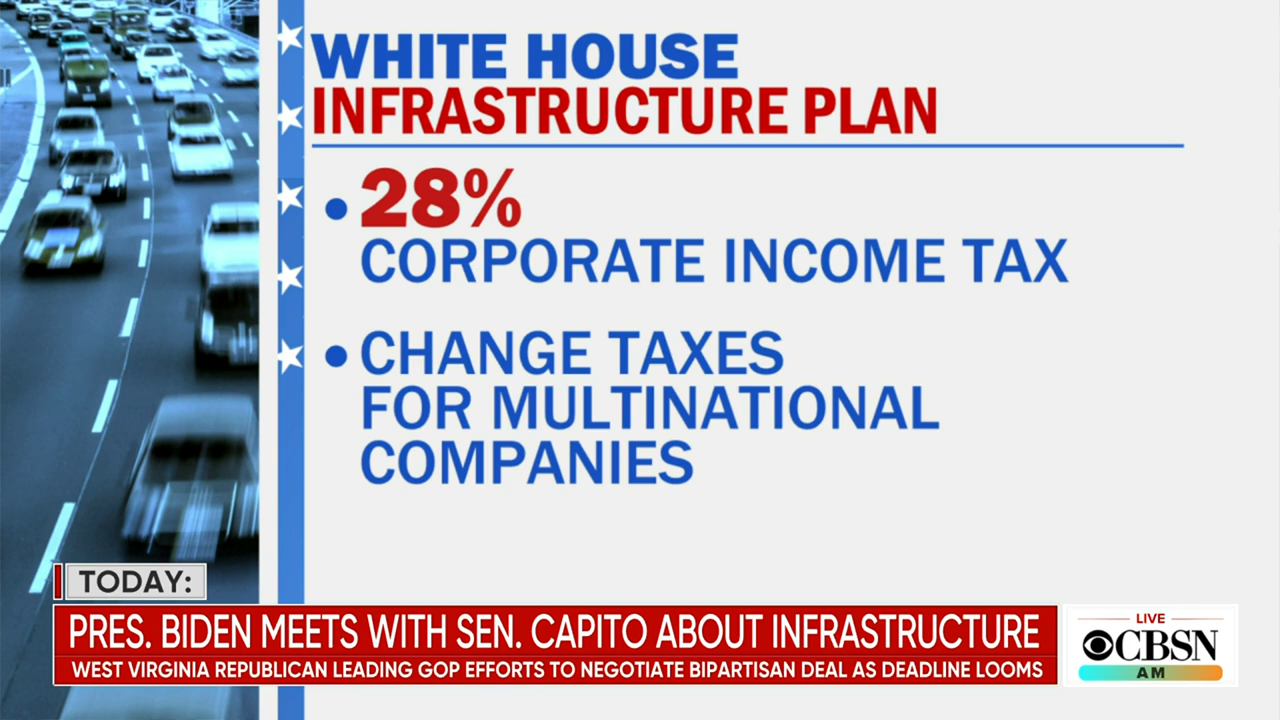 WHITE HOUSE
INFRASTRUCTURE PLAN
• 28%
CORPORATE INCOME TAX
• CHANGE TAXES
FOR MULTINATIONAL
COMPANIES
TODAY:
PRES. BIDEN MEETS WITH SEN. CAPITO ABOUT INFRASTRUCTURE
WEST VIRGINIA REPUBLICAN LEADING GOP EFFORTS TO NEGOTIATE BIPARTISAN DEAL AS DEADLINE LOOMS
LIVE
CBSN
AM